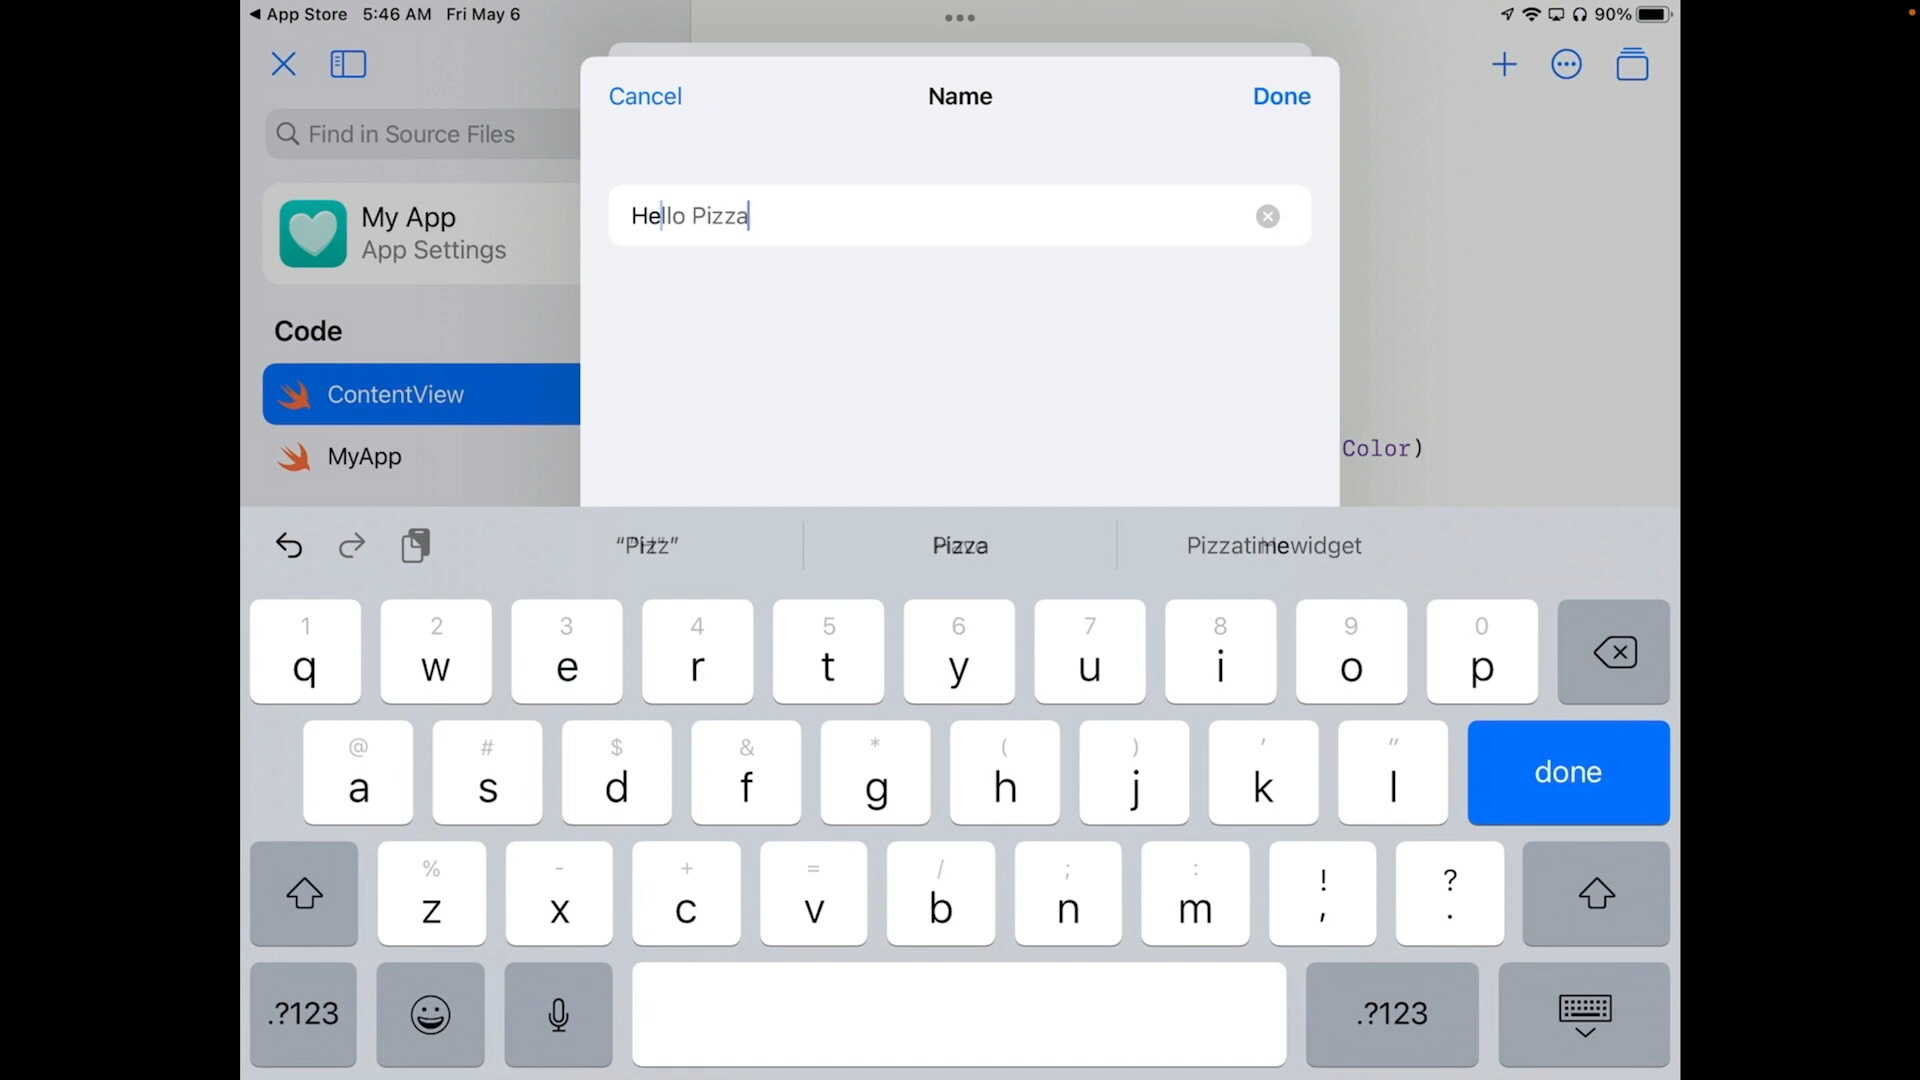 App Store 5:46 AM Fri May 6
90%
Cancel
Name
Done
Find in Source Files
Hello Pizza
My App
App Settings
Code
ContentView
MyApp
Color)
"Pizz"
Pizza
Pizzatimewidget
1 2 3 4 5 6 7 8 9 0
q w e r t y u i o p
@ # $ & * ( ) ' "
a s d f g h j k l
done
% - + = / ; : ! ?
z x c v b n m , .
.?123
.?123